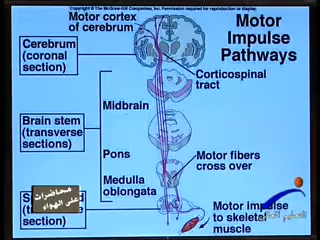 Copyright © The McGraw-Hill Companies, Inc. Permission required for reproduction or display.
Motor cortex
of cerebrum
Motor
Impulse
Pathways
Cerebrum
(coronal
section)
Corticospinal
tract
Midbrain
Brain stem
(transverse
sections)
Pons
Motor fibers
cross over
Medulla
oblongata
محاضرات
على الهواء
section)
Motor impulse
to skeletal
muscle